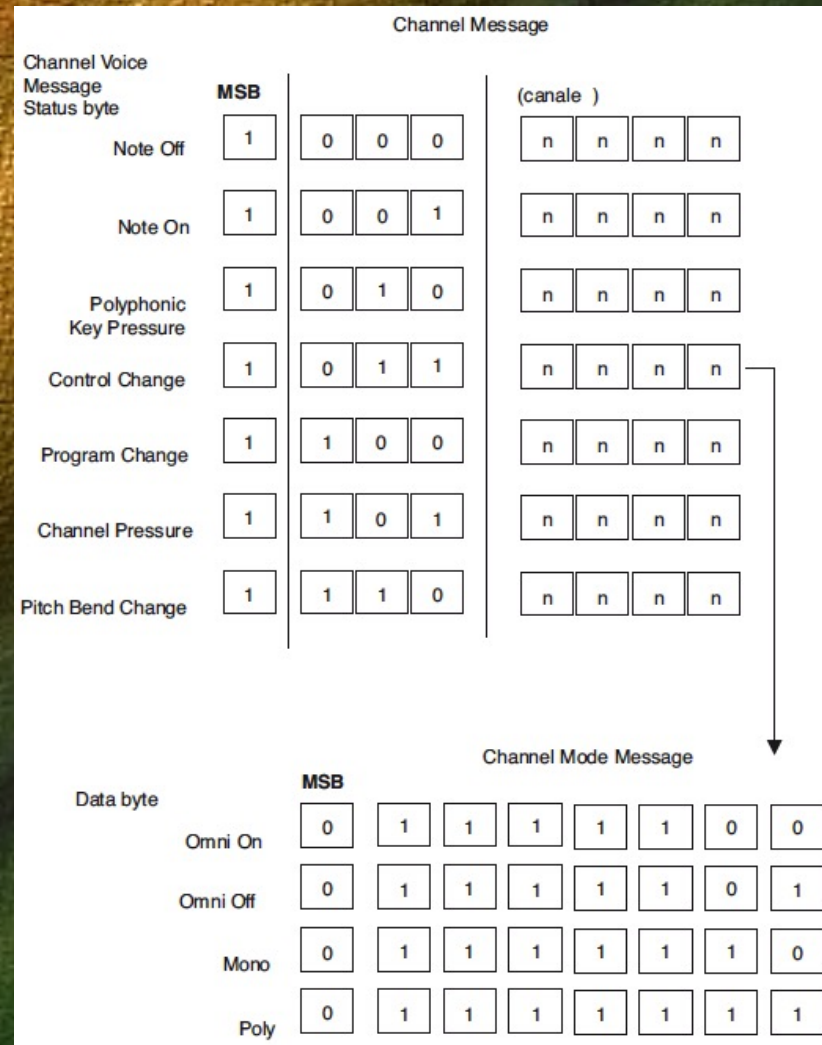 Channel Message
Channel Voice
Message
Status byte
MSB
(canale )
Note Off 1 0 0 0 n n n n
Note On 1 0 0 1 n n n n
Polyphonic
Key Pressure
1 0 1 0 n n n n
Control Change 1 0 1 1 n n n n
Program Change 1 1 0 0 n n n n
Channel Pressure 1 1 0 1 n n n n
Pitch Bend Change 1 1 1 0 n n n n
Channel Mode Message
MSB
Data byte
Omni On 0 1 1 1 1 1 0 0
Omni Off 0 1 1 1 1 1 0 1
Mono 0 1 1 1 1 1 1 0
Poly 0 1 1 1 1 1 1 1